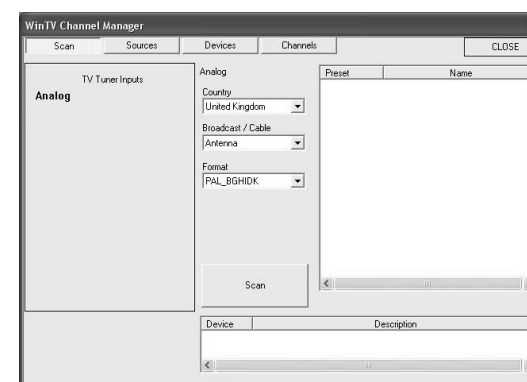 WinTV Channel Manager
Scan Sources Devices Channels CLOSE
TV Tuner Inputs
Analog
Analog
Country
United Kingdom
Broadcast / Cable
Antenna
Format
PAL_BGHIDK
Scan
Preset Name
Device Description